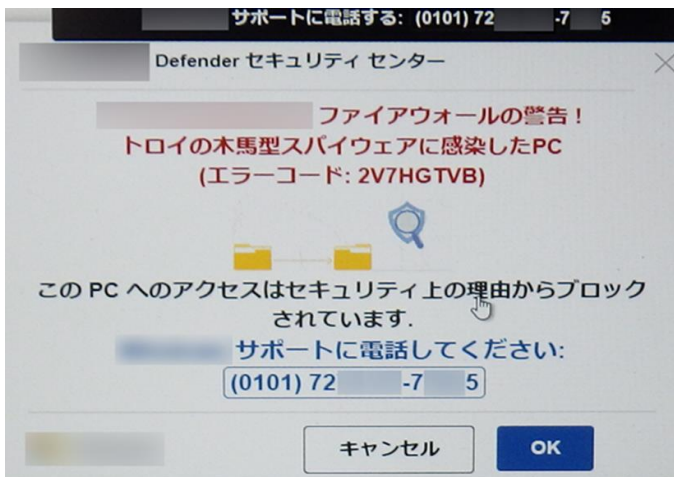 サポートに電話する: (0101) 72 -7 5
Defender セキュリティ センター
ファイアウォールの警告！
トロイの木馬型スパイウェアに感染したPC
(エラーコード: 2V7HGTVB)
この PC へのアクセスはセキュリティ上の理由からブロック
されています.
サポートに電話してください:
(0101) 72 -7 5
キャンセル
OK